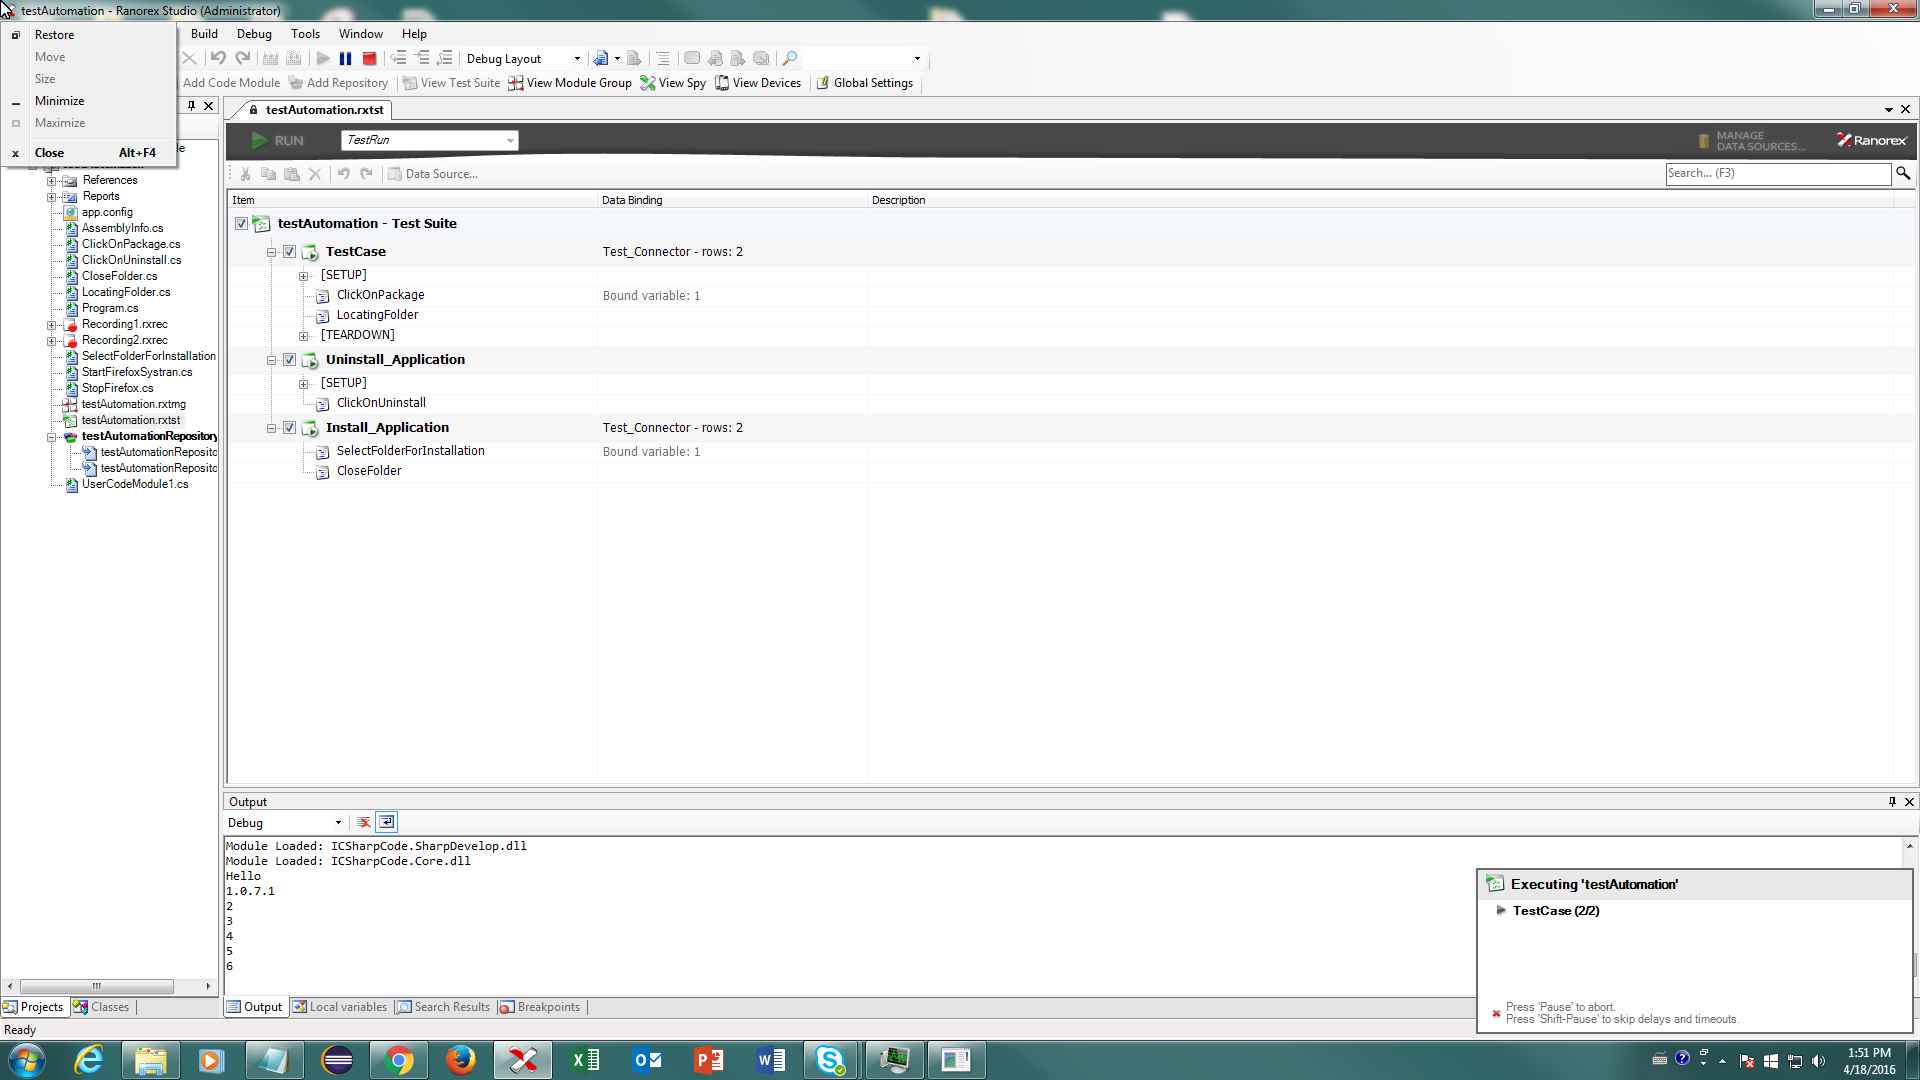 testAutomation - Ranorex Studio (Administrator)
Restore
Move
Size
Minimize
Maximize
Close Alt+F4
Build Debug Tools Window Help
Debug Layout
Add Code Module Add Repository View Test Suite View Module Group View Spy View Devices Global Settings
testAutomation.rxtst
RUN TestRun
MANAGE
DATA SOURCES...
Ranorex
Data Source...
Search... (F3)
References
Reports
app.config
AssemblyInfo.cs
ClickOnPackage.cs
ClickOnUninstall.cs
CloseFolder.cs
LocatingFolder.cs
Program.cs
Recording1.rxrec
Recording2.rxrec
SelectFolderForInstallation
StartFirefoxSystran.cs
StopFirefox.cs
testAutomation.rxtmg
testAutomation.rxtst
testAutomationRepository
testAutomationReposito
testAutomationReposito
UserCodeModule1.cs
Item Data Binding Description
testAutomation - Test Suite
TestCase Test_Connector - rows: 2
[SETUP]
ClickOnPackage Bound variable: 1
LocatingFolder
[TEARDOWN]
Uninstall_Application
[SETUP]
ClickOnUninstall
Install_Application Test_Connector - rows: 2
SelectFolderForInstallation Bound variable: 1
CloseFolder
Output
Debug
Module Loaded: ICSharpCode.SharpDevelop.dll
Module Loaded: ICSharpCode.Core.dll
Hello
1.0.7.1
2
3
4
5
6
Executing 'testAutomation'
TestCase (2/2)
Press 'Pause' to abort.
Press 'Shift-Pause' to skip delays and timeouts.
Projects Classes
Output Local variables Search Results Breakpoints
Ready
1:51 PM
4/18/2016